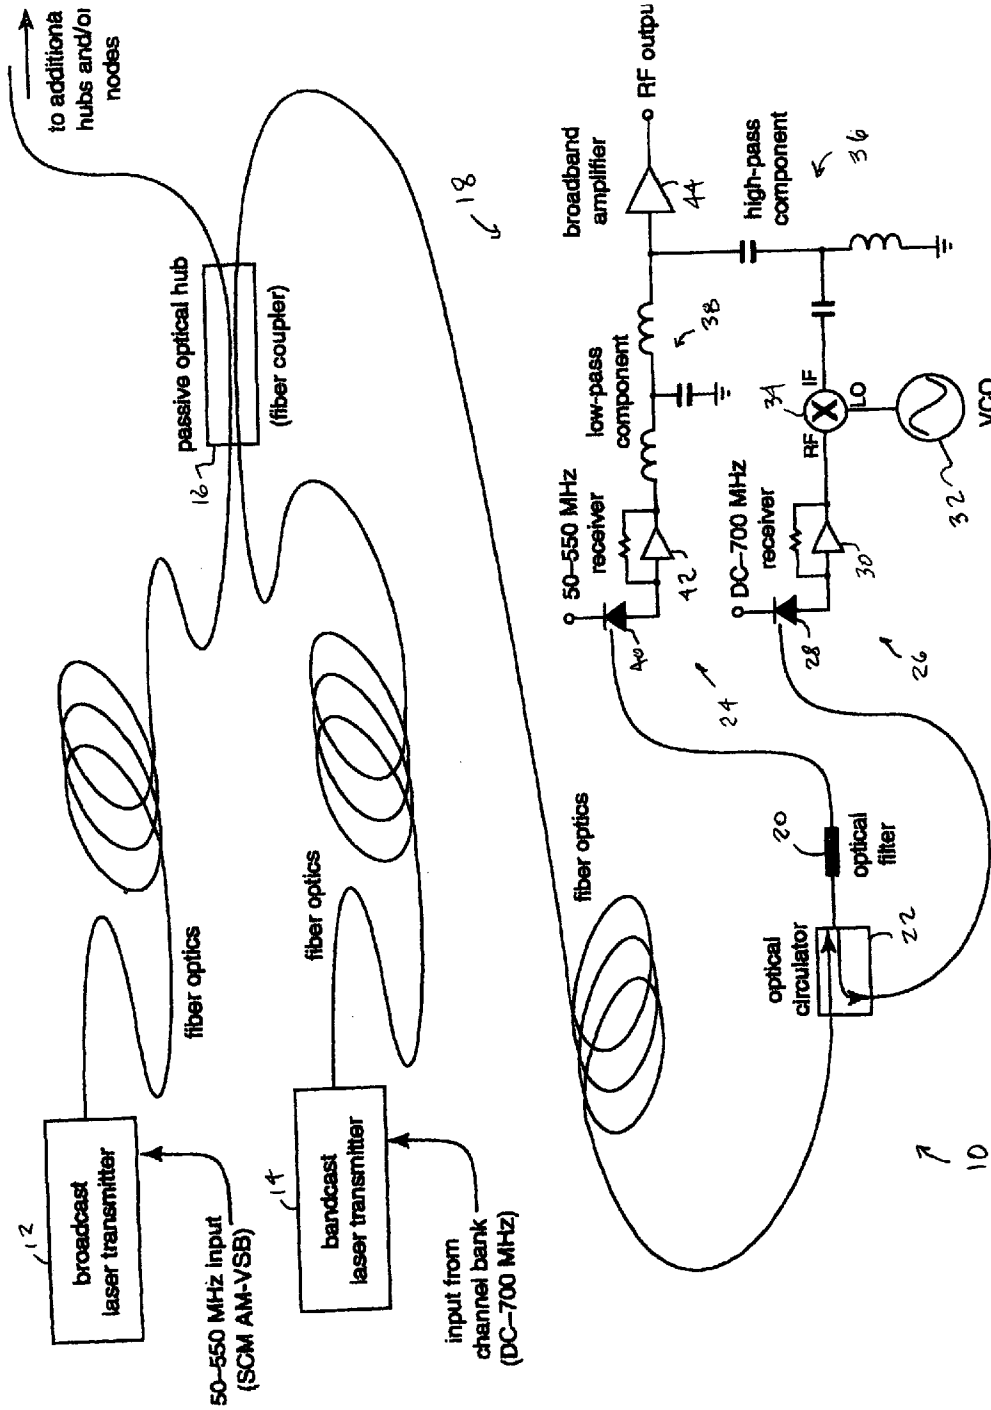 to additiona
hubs and/or
nodes
passive optical hub
(fiber coupler)
16
18
fiber optics
fiber optics
fiber optics
12
broadcast
laser transmitter
50–550 MHz Input
(SCM AM-VSB)
14
bandcast
laser transmitter
input from
channel bank
(DC–700 MHz)
broadband
amplifier
RF outpu
44
high-pass
component
36
low-pass
component
38
50–550 MHz
receiver
42
40
24
DC–700 MHz
receiver
30
28
26
34
RF
IF
LO
X
32
VCO
20
optical
filter
optical
circulator
22
10